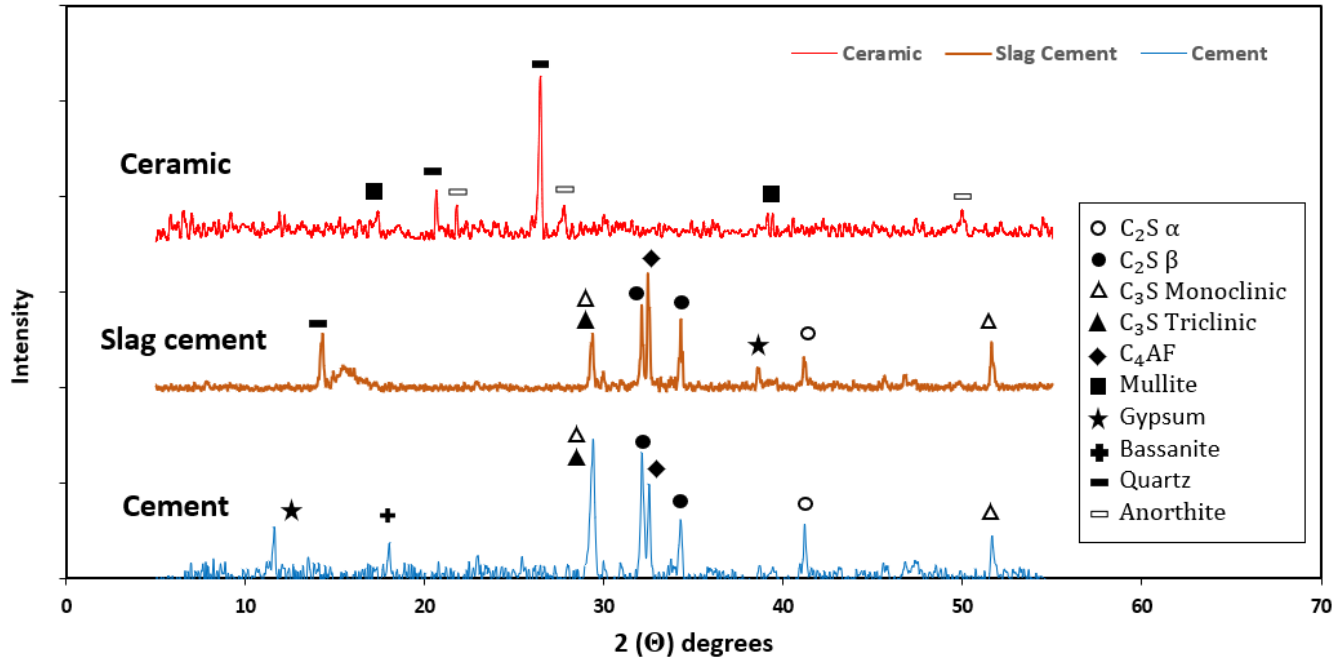 Ceramic Slag Cement Cement
Ceramic
Slag cement
Cement
Intensity
C₂S α
C₂S β
C₃S Monoclinic
C₃S Triclinic
C₄AF
Mullite
Gypsum
Bassanite
Quartz
Anorthite
0 10 20 30 40 50 60 70
2 (Θ) degrees